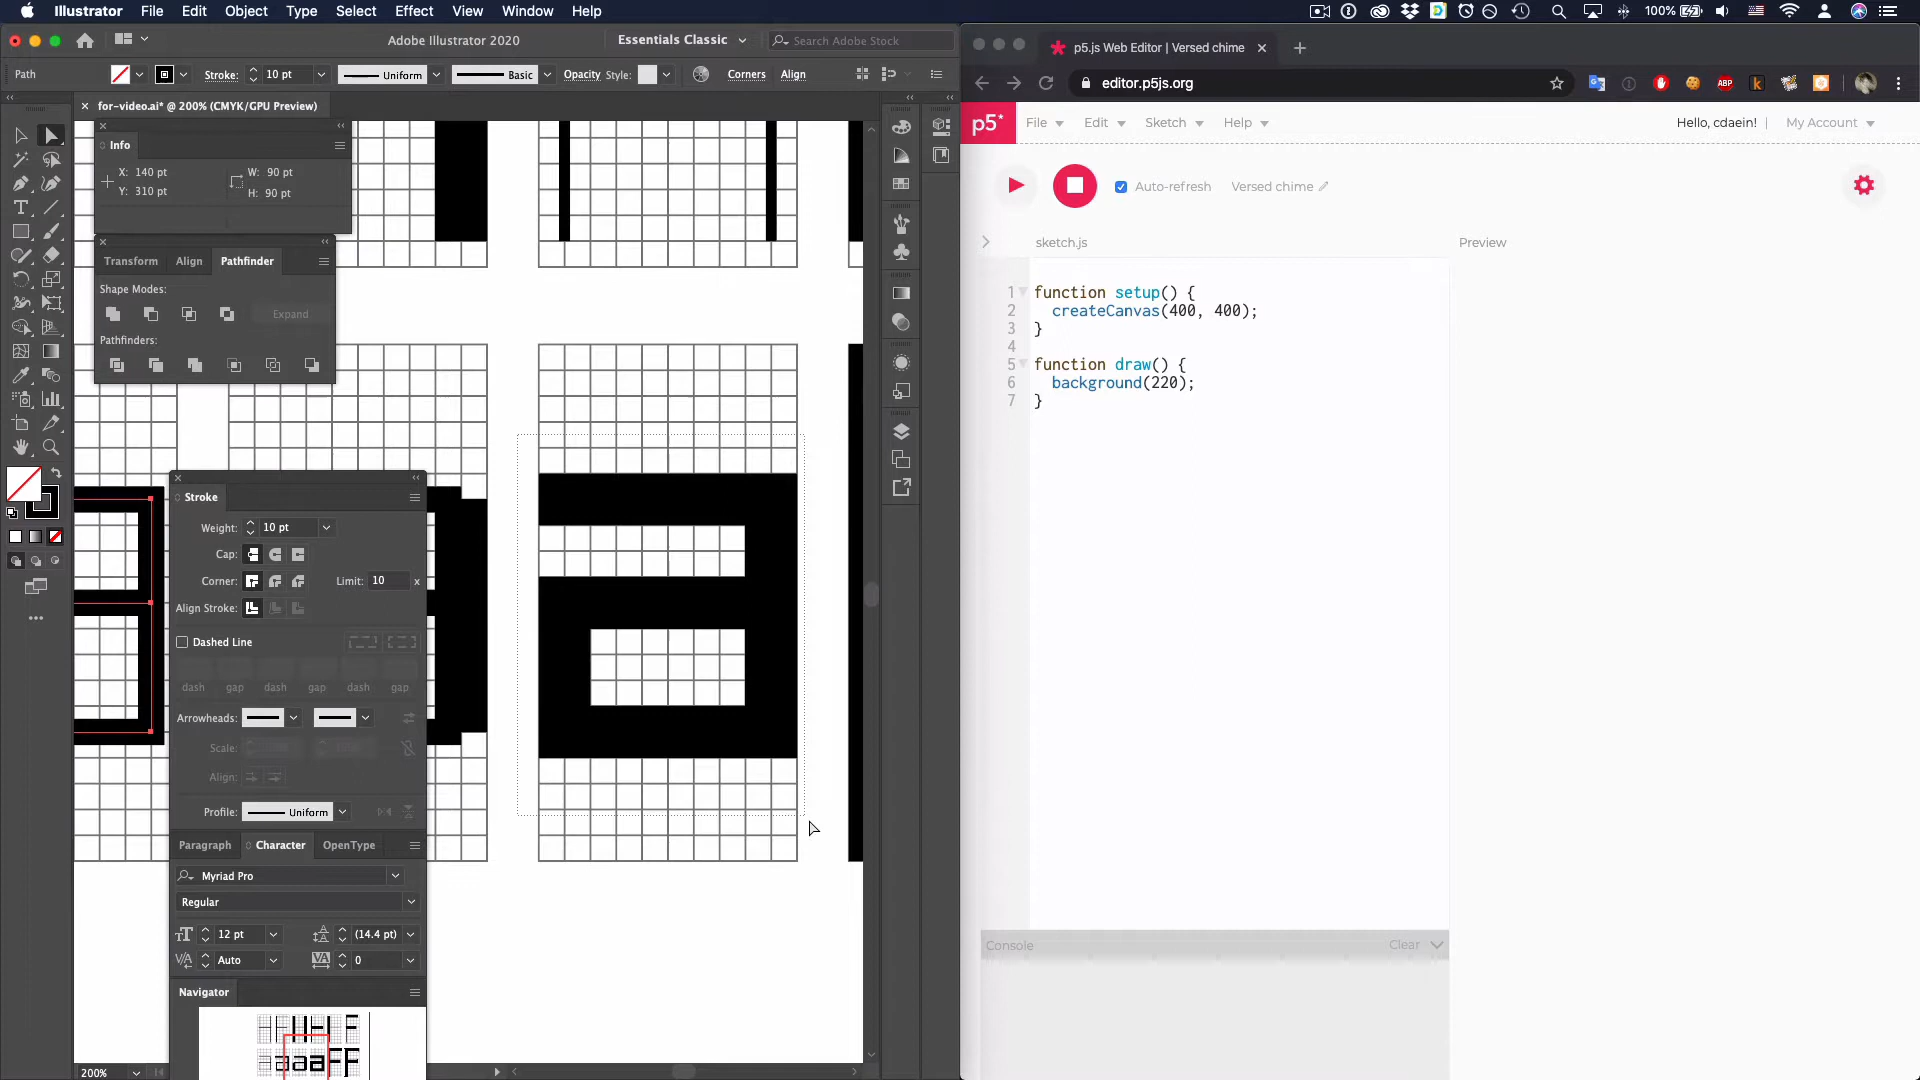 Illustrator File Edit Object Type Select Effect View Window Help
100%
Adobe Illustrator 2020
Essentials Classic
Search Adobe Stock
Path
Stroke:
10 pt
Uniform
Basic
Opacity
Style:
Corners
Align
for-video.ai* @ 200% (CMYK/GPU Preview)
Info
X: 140 pt
Y: 310 pt
W: 90 pt
H: 90 pt
Transform
Align
Pathfinder
Shape Modes:
Expand
Pathfinders:
Stroke
Weight:
10 pt
Cap:
Corner:
Limit:
10
x
Align Stroke:
Dashed Line
dash
gap
dash
gap
dash
gap
Arrowheads:
Scale:
Align:
Profile:
Uniform
Paragraph
Character
OpenType
Myriad Pro
Regular
12 pt
(14.4 pt)
Auto
0
Navigator
200%
a
p5.js Web Editor | Versed chime
editor.p5js.org
ABP
p5*
File
Edit
Sketch
Help
Hello, cdaein!
My Account
Auto-refresh
Versed chime
sketch.js
Preview
1 function setup() {
2 createCanvas(400, 400);
3 }
4
5 function draw() {
6 background(220);
7 }
Console
Clear